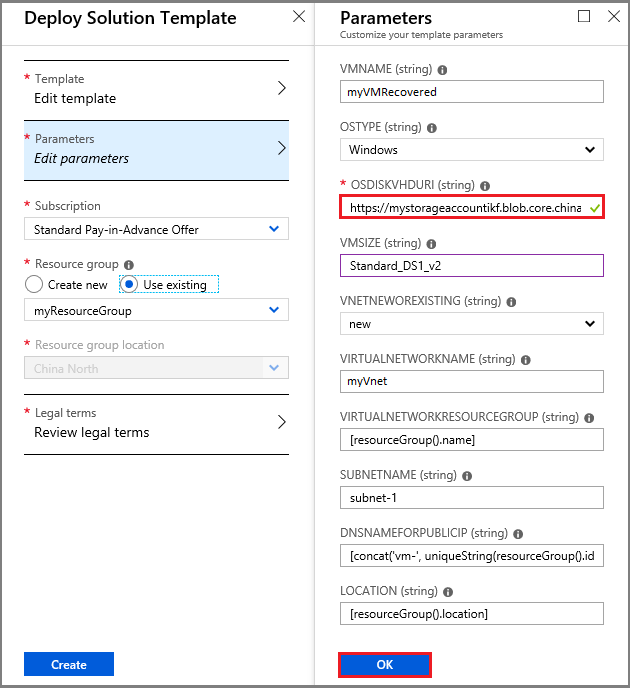 Deploy Solution Template
* Template
Edit template
* Parameters
Edit parameters
* Subscription
Standard Pay-in-Advance Offer
* Resource group
Create new
Use existing
myResourceGroup
* Resource group location
China North
* Legal terms
Review legal terms
Create
Parameters
Customize your template parameters
VMNAME (string)
myVMRecovered
OSTYPE (string)
Windows
* OSDISKVHDURI (string)
https://mystorageaccountikf.blob.core.china
VMSIZE (string)
Standard_DS1_v2
VNETNEWOREXISTING (string)
new
VIRTUALNETWORKNAME (string)
myVnet
VIRTUALNETWORKRESOURCEGROUP (string)
[resourceGroup().name]
SUBNETNAME (string)
subnet-1
DNSNAMEFORPUBLICIP (string)
[concat('vm-', uniqueString(resourceGroup().id
LOCATION (string)
[resourceGroup().location]
OK